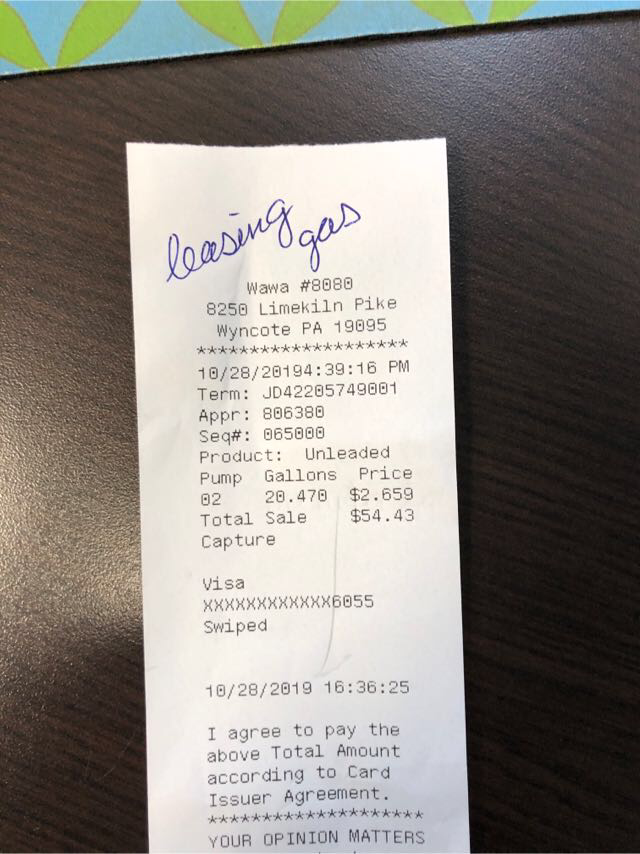 leasing gas
Wawa #8080
8250 Limekiln Pike
Wyncote PA 19095
********************
10/28/20194:39:16 PM
Term: JD42205749001
Appr: 806380
Seq#: 065000
Product: Unleaded
Pump Gallons Price
02 20.470 $2.659
Total Sale $54.43
Capture
Visa
XXXXXXXXXXXX6055
Swiped
10/28/2019 16:36:25
I agree to pay the
above Total Amount
according to Card
Issuer Agreement.
********************
YOUR OPINION MATTERS